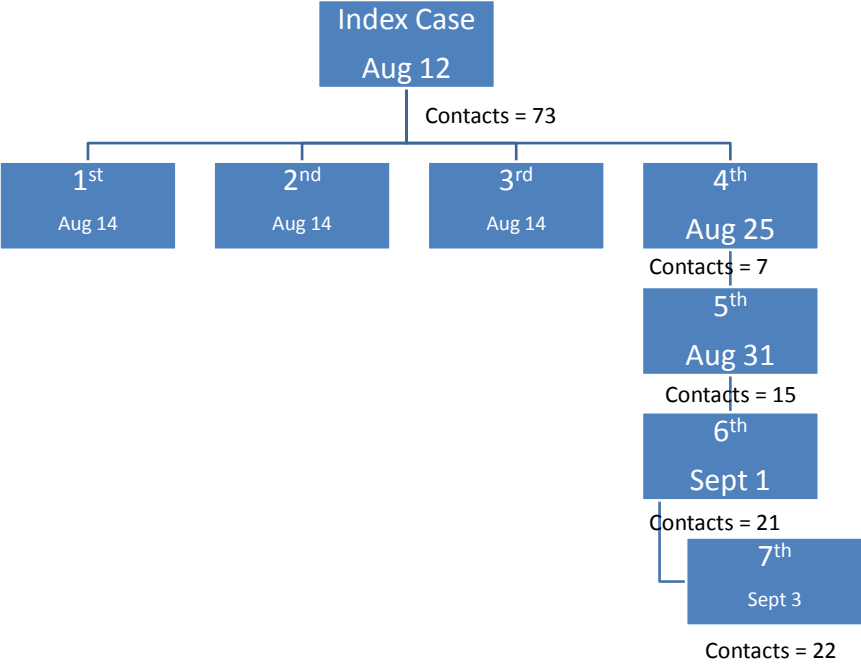 Index Case
Aug 12
Contacts = 73
1st
Aug 14
2nd
Aug 14
3rd
Aug 14
4th
Aug 25
Contacts = 7
5th
Aug 31
Contacts = 15
6th
Sept 1
Contacts = 21
7th
Sept 3
Contacts = 22